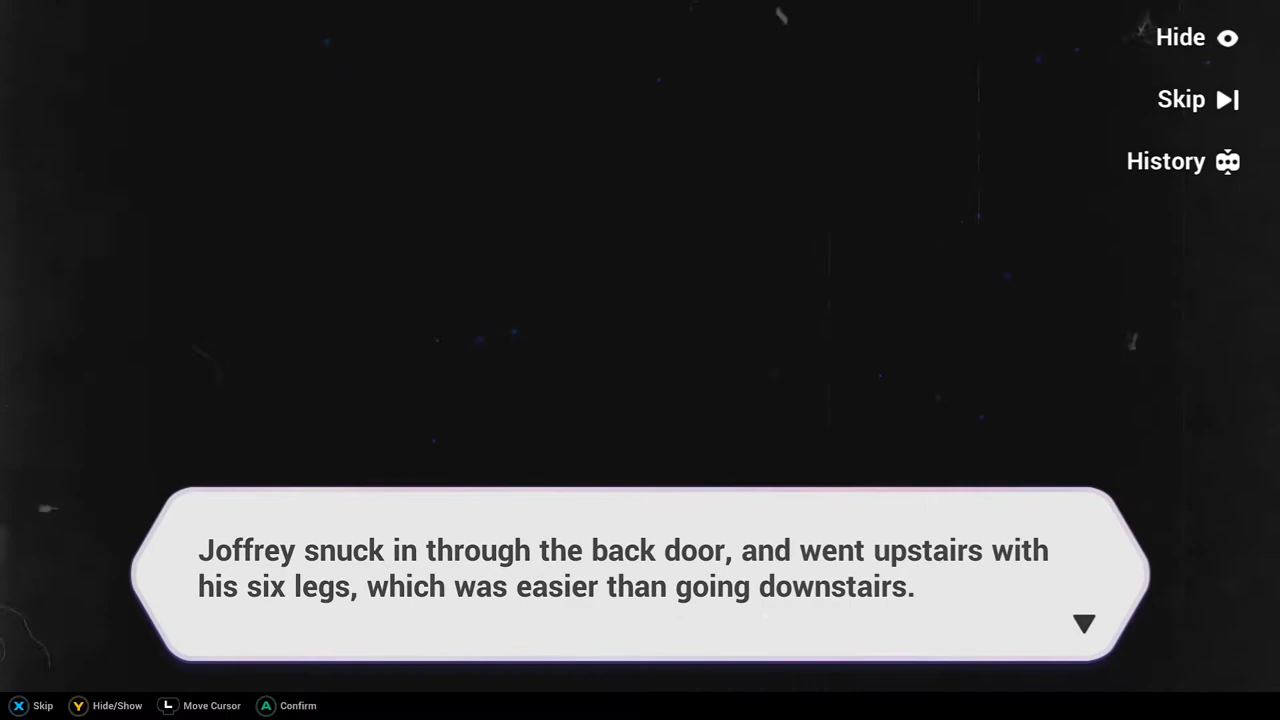 Hide
Skip
History
Joffrey snuck in through the back door, and went upstairs with
his six legs, which was easier than going downstairs.
X Skip Y Hide/Show L Move Cursor A Confirm